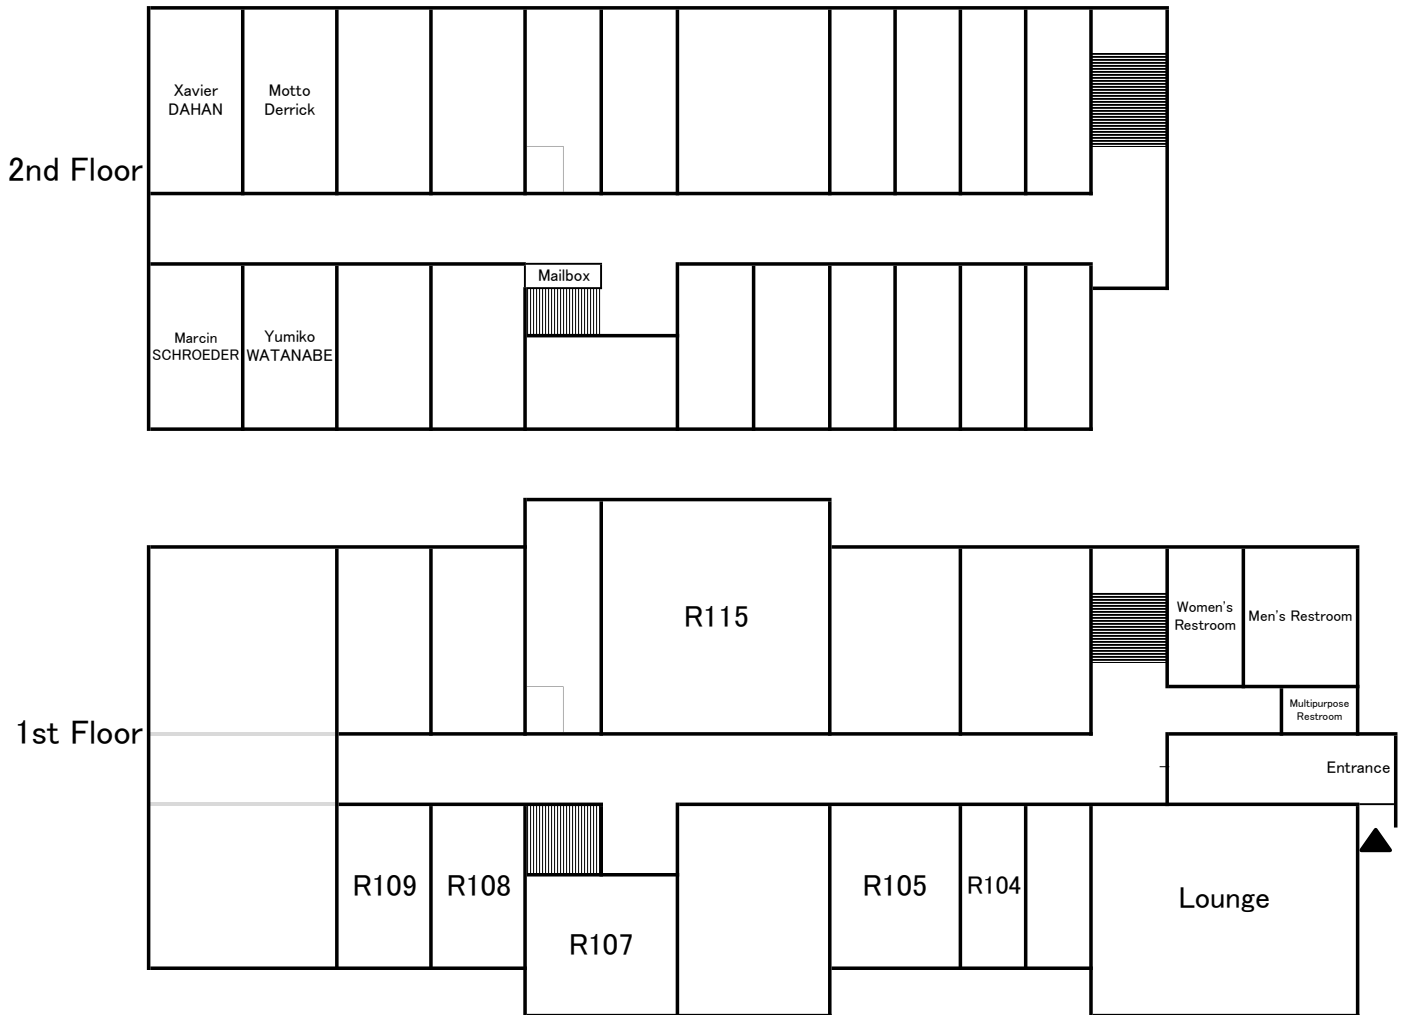 Xavier
DAHAN
Motto
Derrick
2nd Floor
Mailbox
Marcin
SCHROEDER
Yumiko
WATANABE
R115
Women's
Restroom
Men's Restroom
Multipurpose
Restroom
1st Floor
Entrance
R109
R108
R107
R105
R104
Lounge